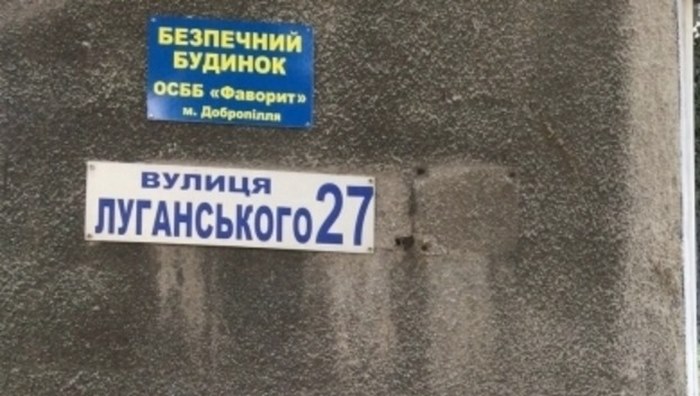 БЕЗПЕЧНИЙ
БУДИНОК
ОСББ «Фаворит»
м. Добропілля
ВУЛИЦЯ
ЛУГАНСЬКОГО 27